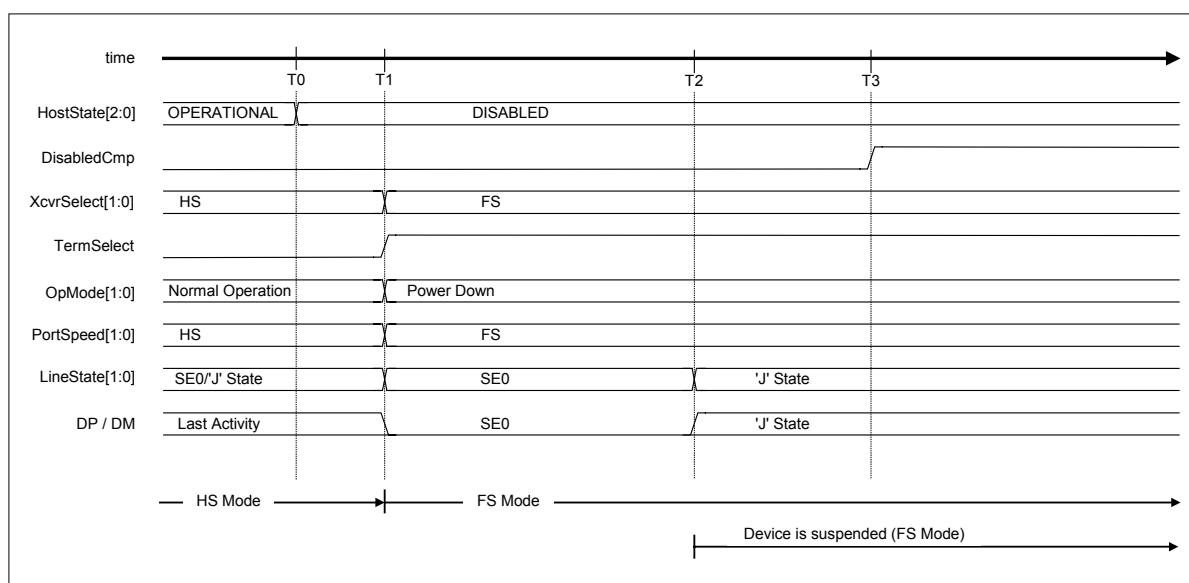 time
T0 T1 T2 T3
HostState[2:0] OPERATIONAL DISABLED
DisabledCmp
XcvrSelect[1:0] HS FS
TermSelect
OpMode[1:0] Normal Operation Power Down
PortSpeed[1:0] HS FS
LineState[1:0] SE0/'J' State SE0 'J' State
DP / DM Last Activity SE0 'J' State
HS Mode FS Mode
Device is suspended (FS Mode)